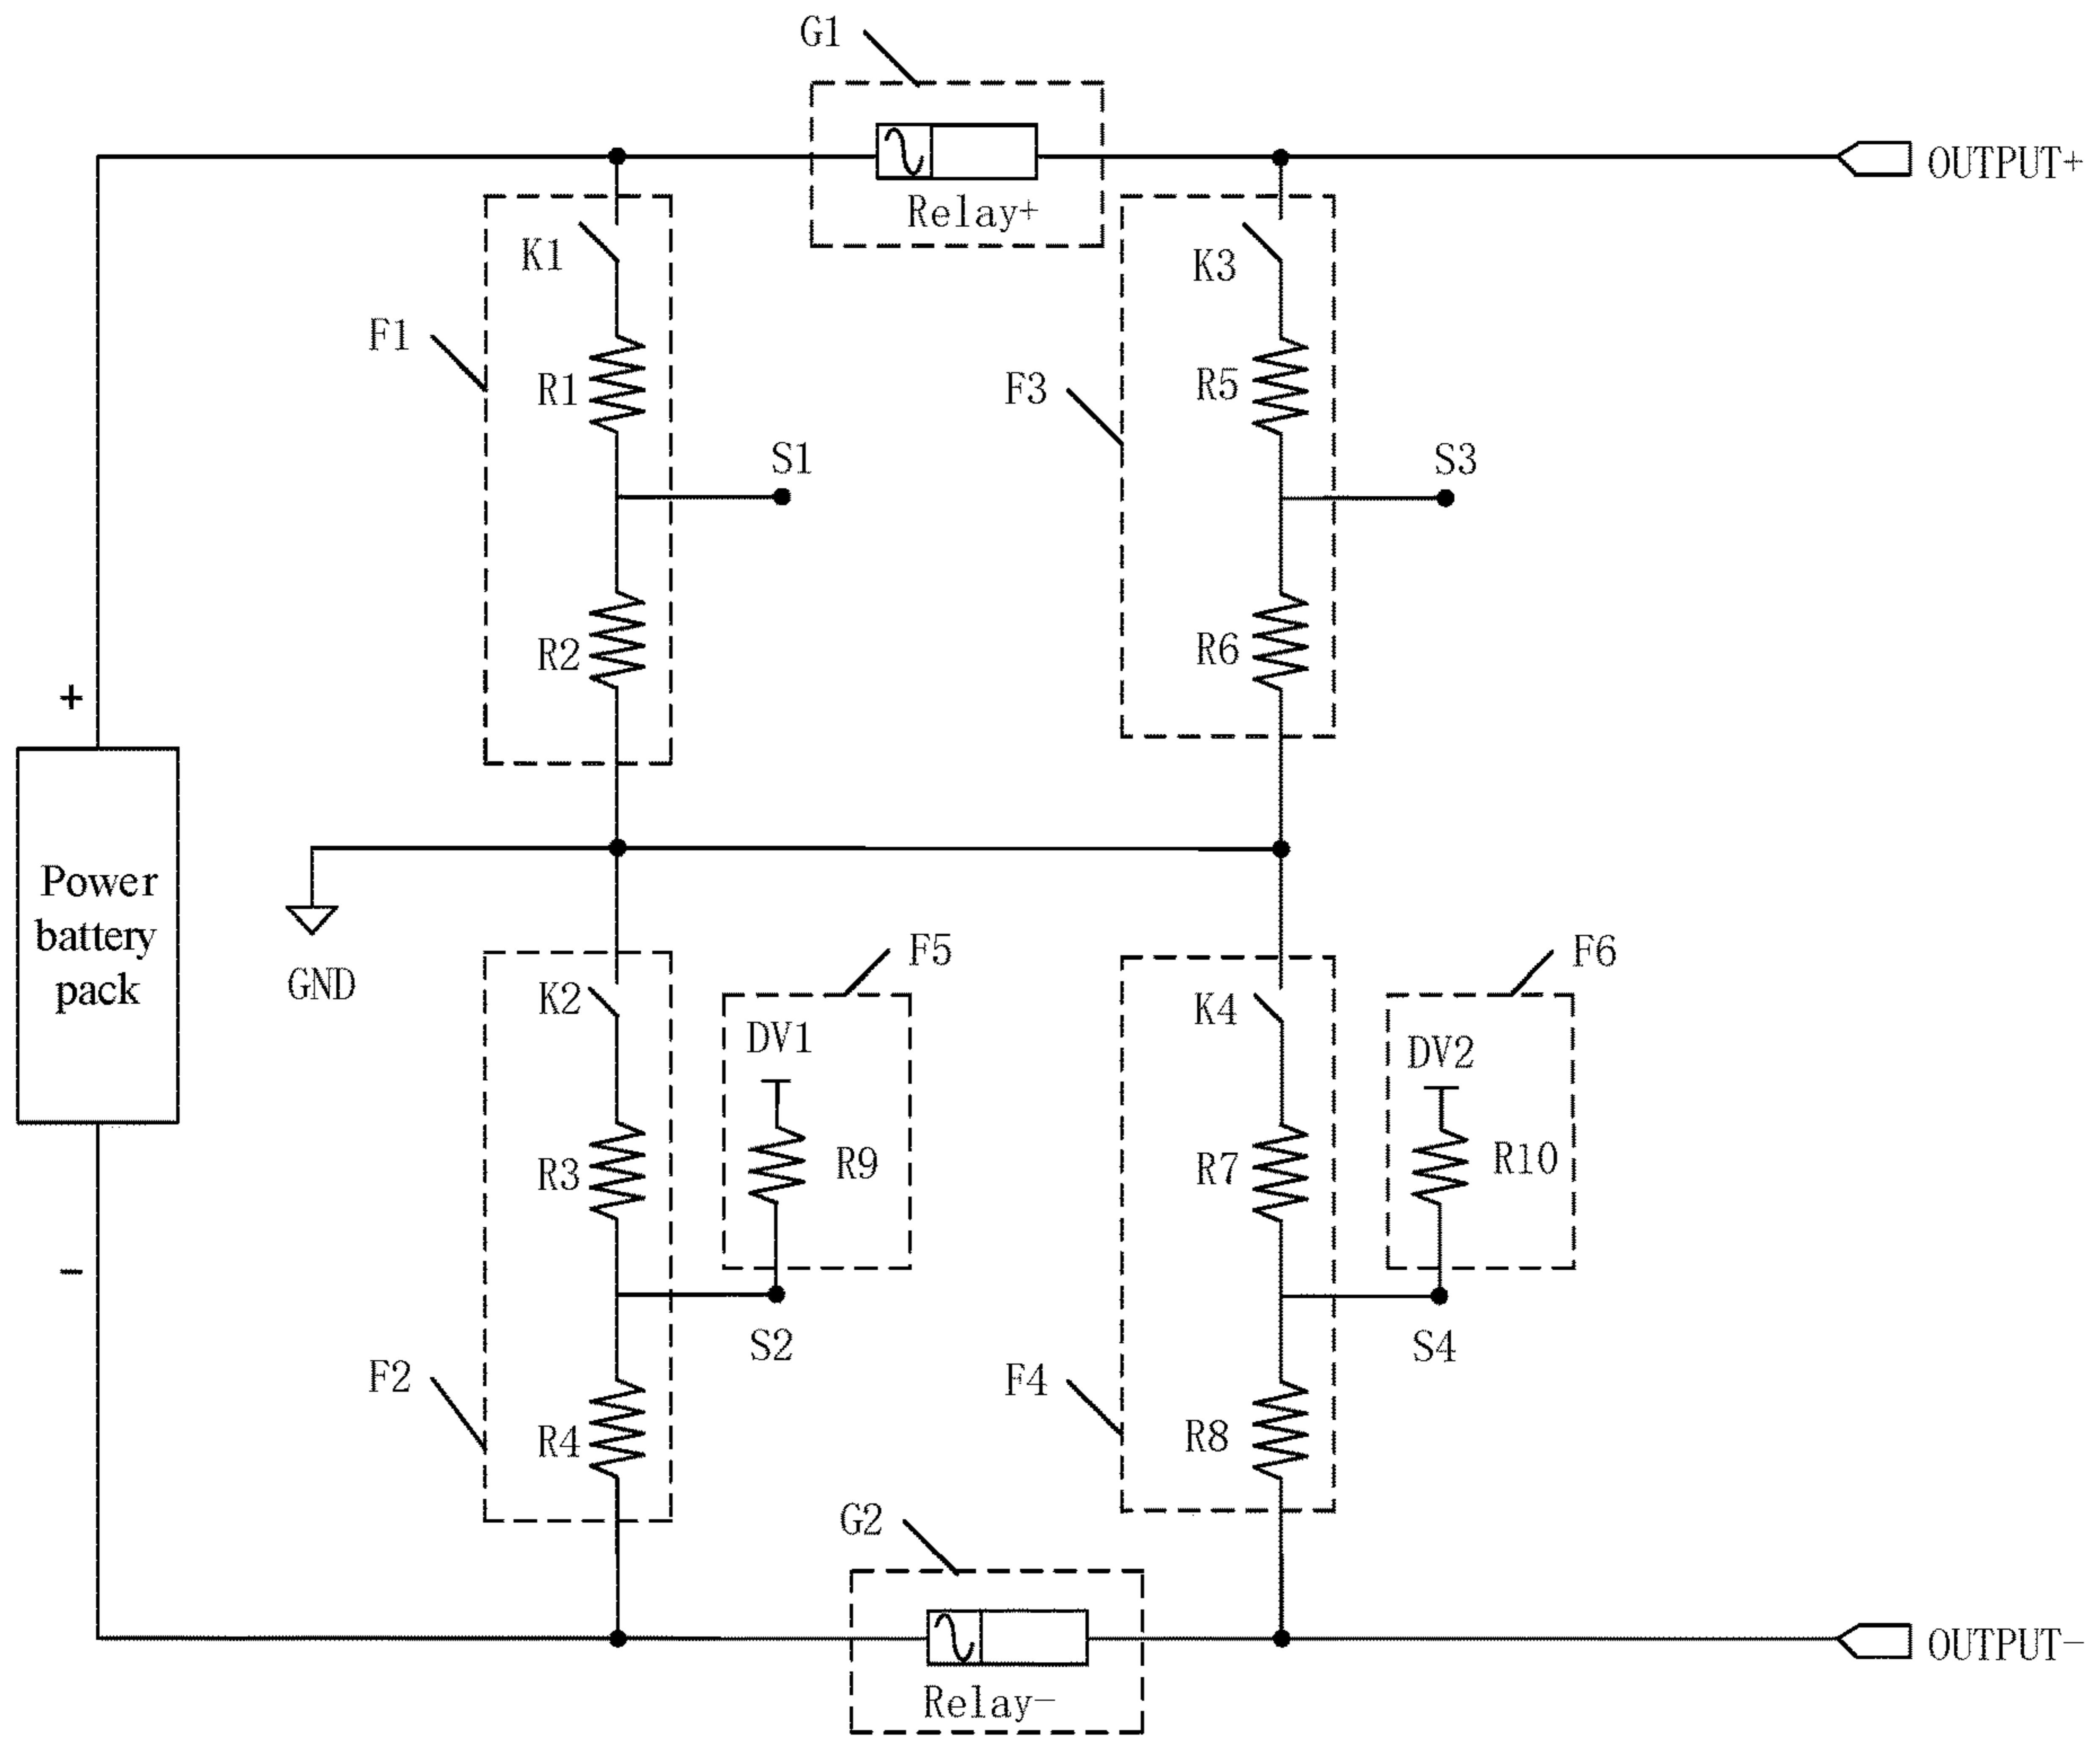 G1
OUTPUT+
Relay+
K1
K3
F1
R1
F3
R5
S1
S3
R2
R6
+
Power
battery
pack
GND
F5
F6
K2
DV1
K4
DV2
R3
R9
R7
R10
−
S2
S4
F2
F4
R4
R8
G2
OUTPUT−
Relay−